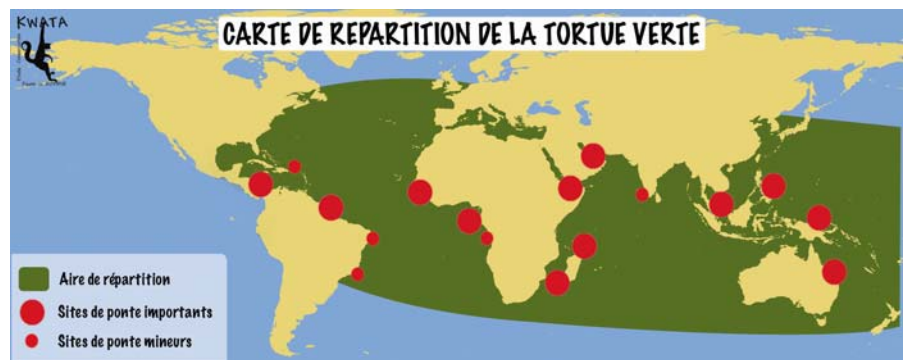 KWATA
CARTE DE REPARTITION DE LA TORTUE VERTE
Aire de répartition
Sites de ponte importants
Sites de ponte mineurs